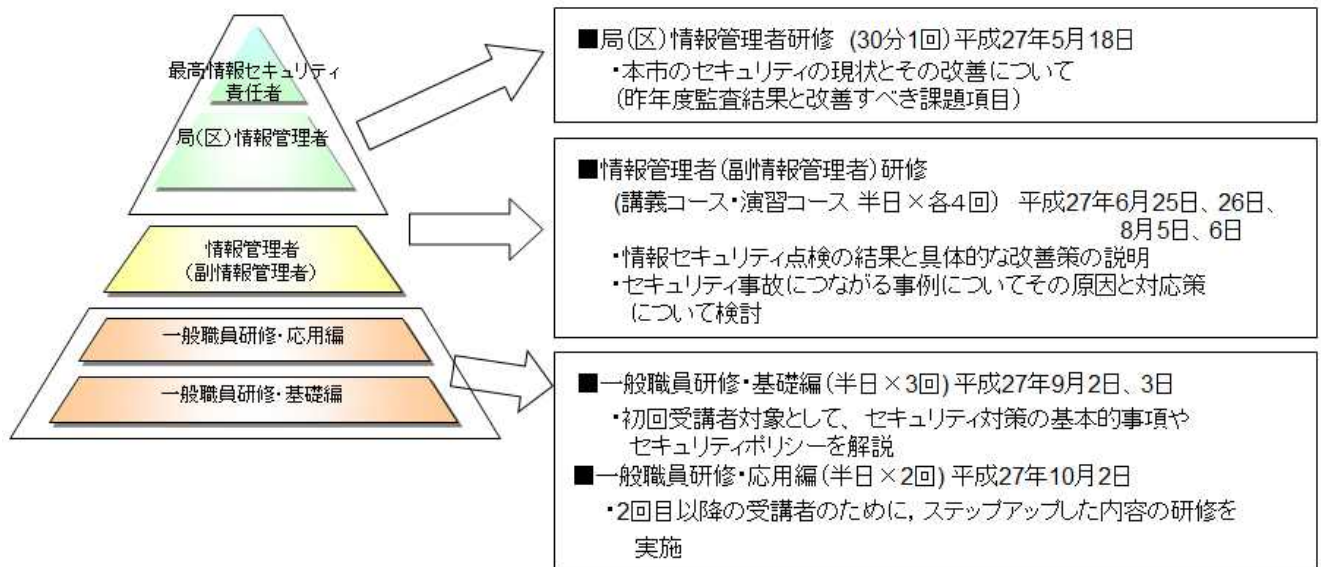 最高情報セキュリティ
責任者
局(区)情報管理者
情報管理者
(副情報管理者)
一般職員研修・応用編
一般職員研修・基礎編
■局(区)情報管理者研修 (30分1回)平成27年5月18日
・本市のセキュリティの現状とその改善について
(昨年度監査結果と改善すべき課題項目)
■情報管理者(副情報管理者)研修
(講義コース・演習コース 半日×各4回) 平成27年6月25日、26日、
8月5日、6日
・情報セキュリティ点検の結果と具体的な改善策の説明
・セキュリティ事故につながる事例についてその原因と対応策
について検討
■一般職員研修・基礎編(半日×3回)平成27年9月2日、3日
・初回受講者対象として、セキュリティ対策の基本的事項や
セキュリティポリシーを解説
■一般職員研修・応用編(半日×2回)平成27年10月2日
・2回目以降の受講者のために,ステップアップした内容の研修を
実施